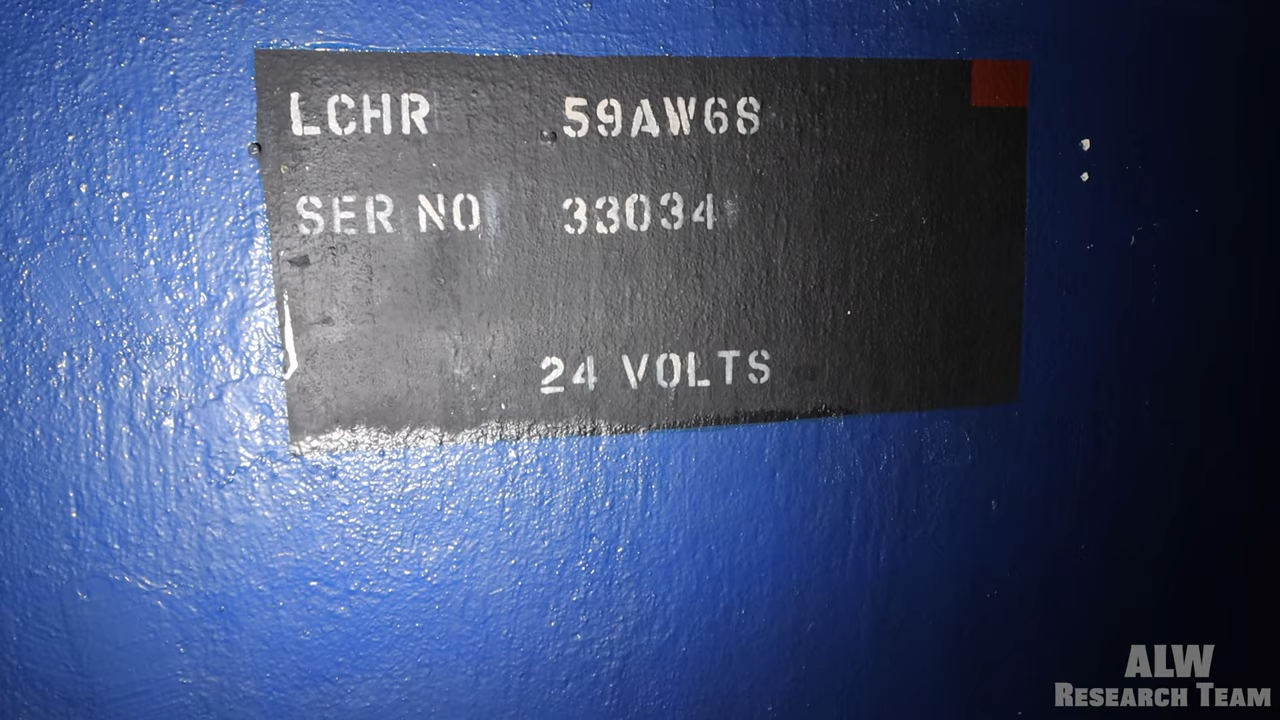 LCHR 59AW6S
SER NO 33034
24 VOLTS
ALW
RESEARCH TEAM